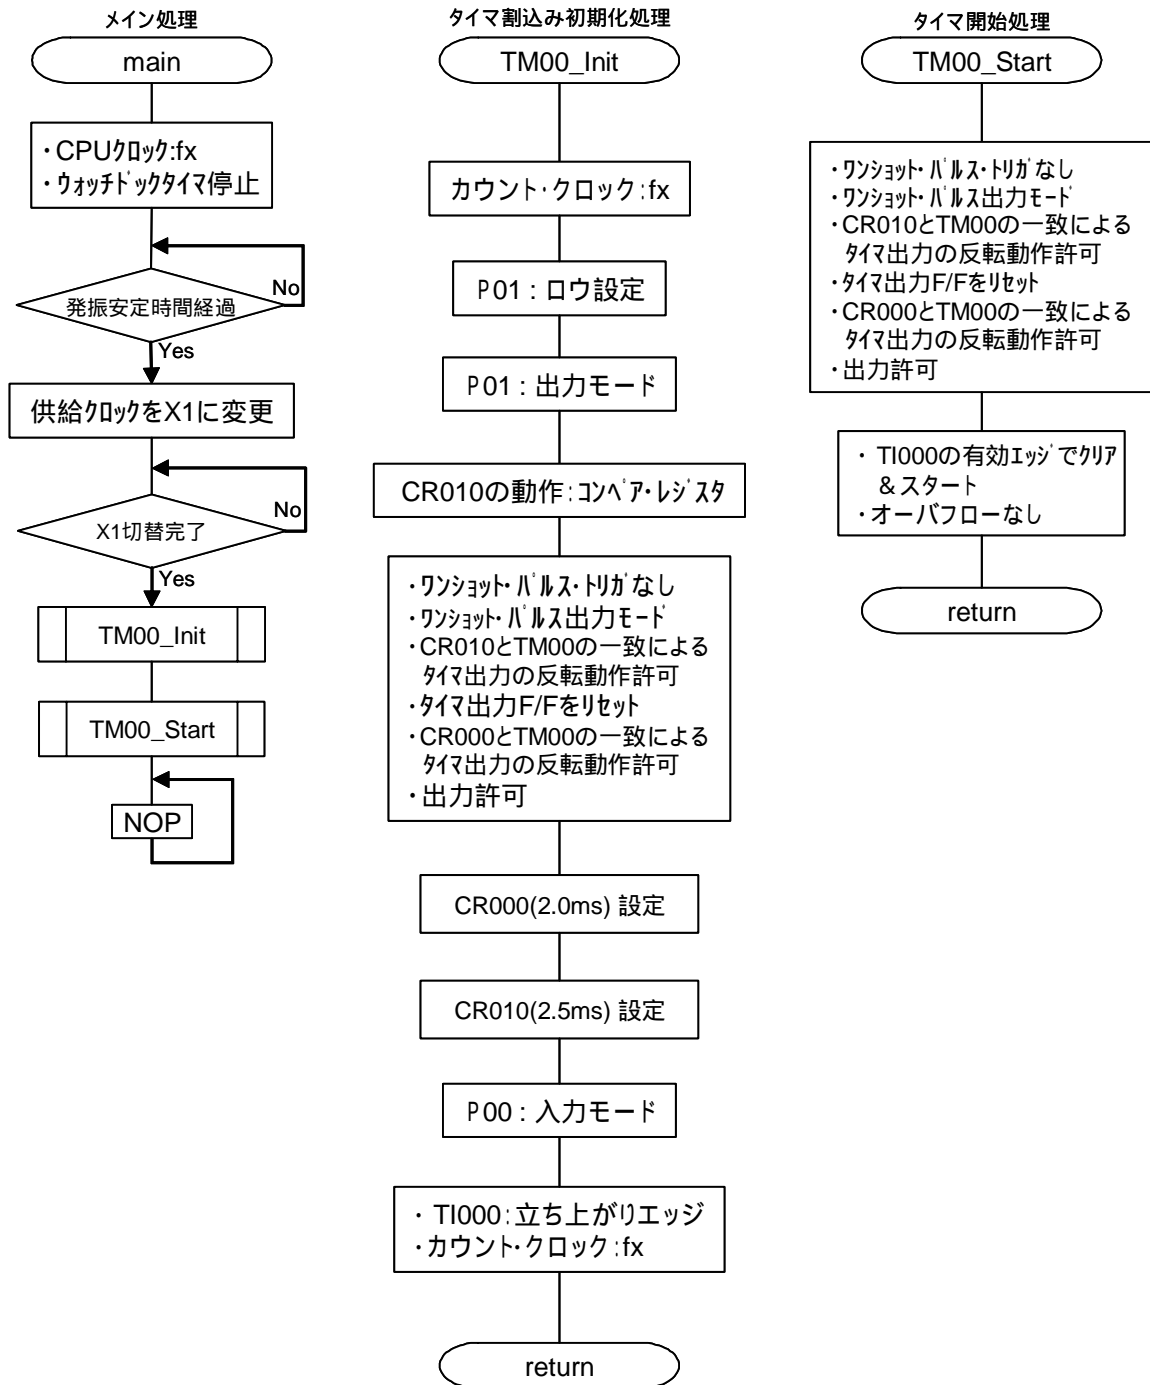 メイン処理
main
・CPUｸﾛｯｸ:fx
・ｳｫｯﾁﾄﾞｯｸﾀｲﾏ停止
No
発振安定時間経過
Yes
供給ｸﾛｯｸをX1に変更
No
X1切替完了
Yes
TM00_Init
TM00_Start
NOP
タイマ割込み初期化処理
TM00_Init
カウント・クロック:fx
P01：ロウ設定
P01：出力モード
CR010の動作:ｺﾝﾍﾟｱ・ﾚｼﾞｽﾀ
・ﾜﾝｼｮｯﾄ・ﾊﾟﾙｽ・ﾄﾘｶﾞなし
・ﾜﾝｼｮｯﾄ・ﾊﾟﾙｽ出力ﾓｰﾄﾞ
・CR010とTM00の一致による
ﾀｲﾏ出力の反転動作許可
・ﾀｲﾏ出力F/Fをﾘｾｯﾄ
・CR000とTM00の一致による
ﾀｲﾏ出力の反転動作許可
・出力許可
CR000(2.0ms) 設定
CR010(2.5ms) 設定
P00：入力モード
・ TI000:立ち上がりエッジ
・カウント・クロック:fx
return
タイマ開始処理
TM00_Start
・ﾜﾝｼｮｯﾄ・ﾊﾟﾙｽ・ﾄﾘｶﾞなし
・ﾜﾝｼｮｯﾄ・ﾊﾟﾙｽ出力ﾓｰﾄﾞ
・CR010とTM00の一致による
ﾀｲﾏ出力の反転動作許可
・ﾀｲﾏ出力F/Fをﾘｾｯﾄ
・CR000とTM00の一致による
ﾀｲﾏ出力の反転動作許可
・出力許可
・ TI000の有効ｴｯｼﾞでｸﾘｱ
＆スタート
・オーバフローなし
return